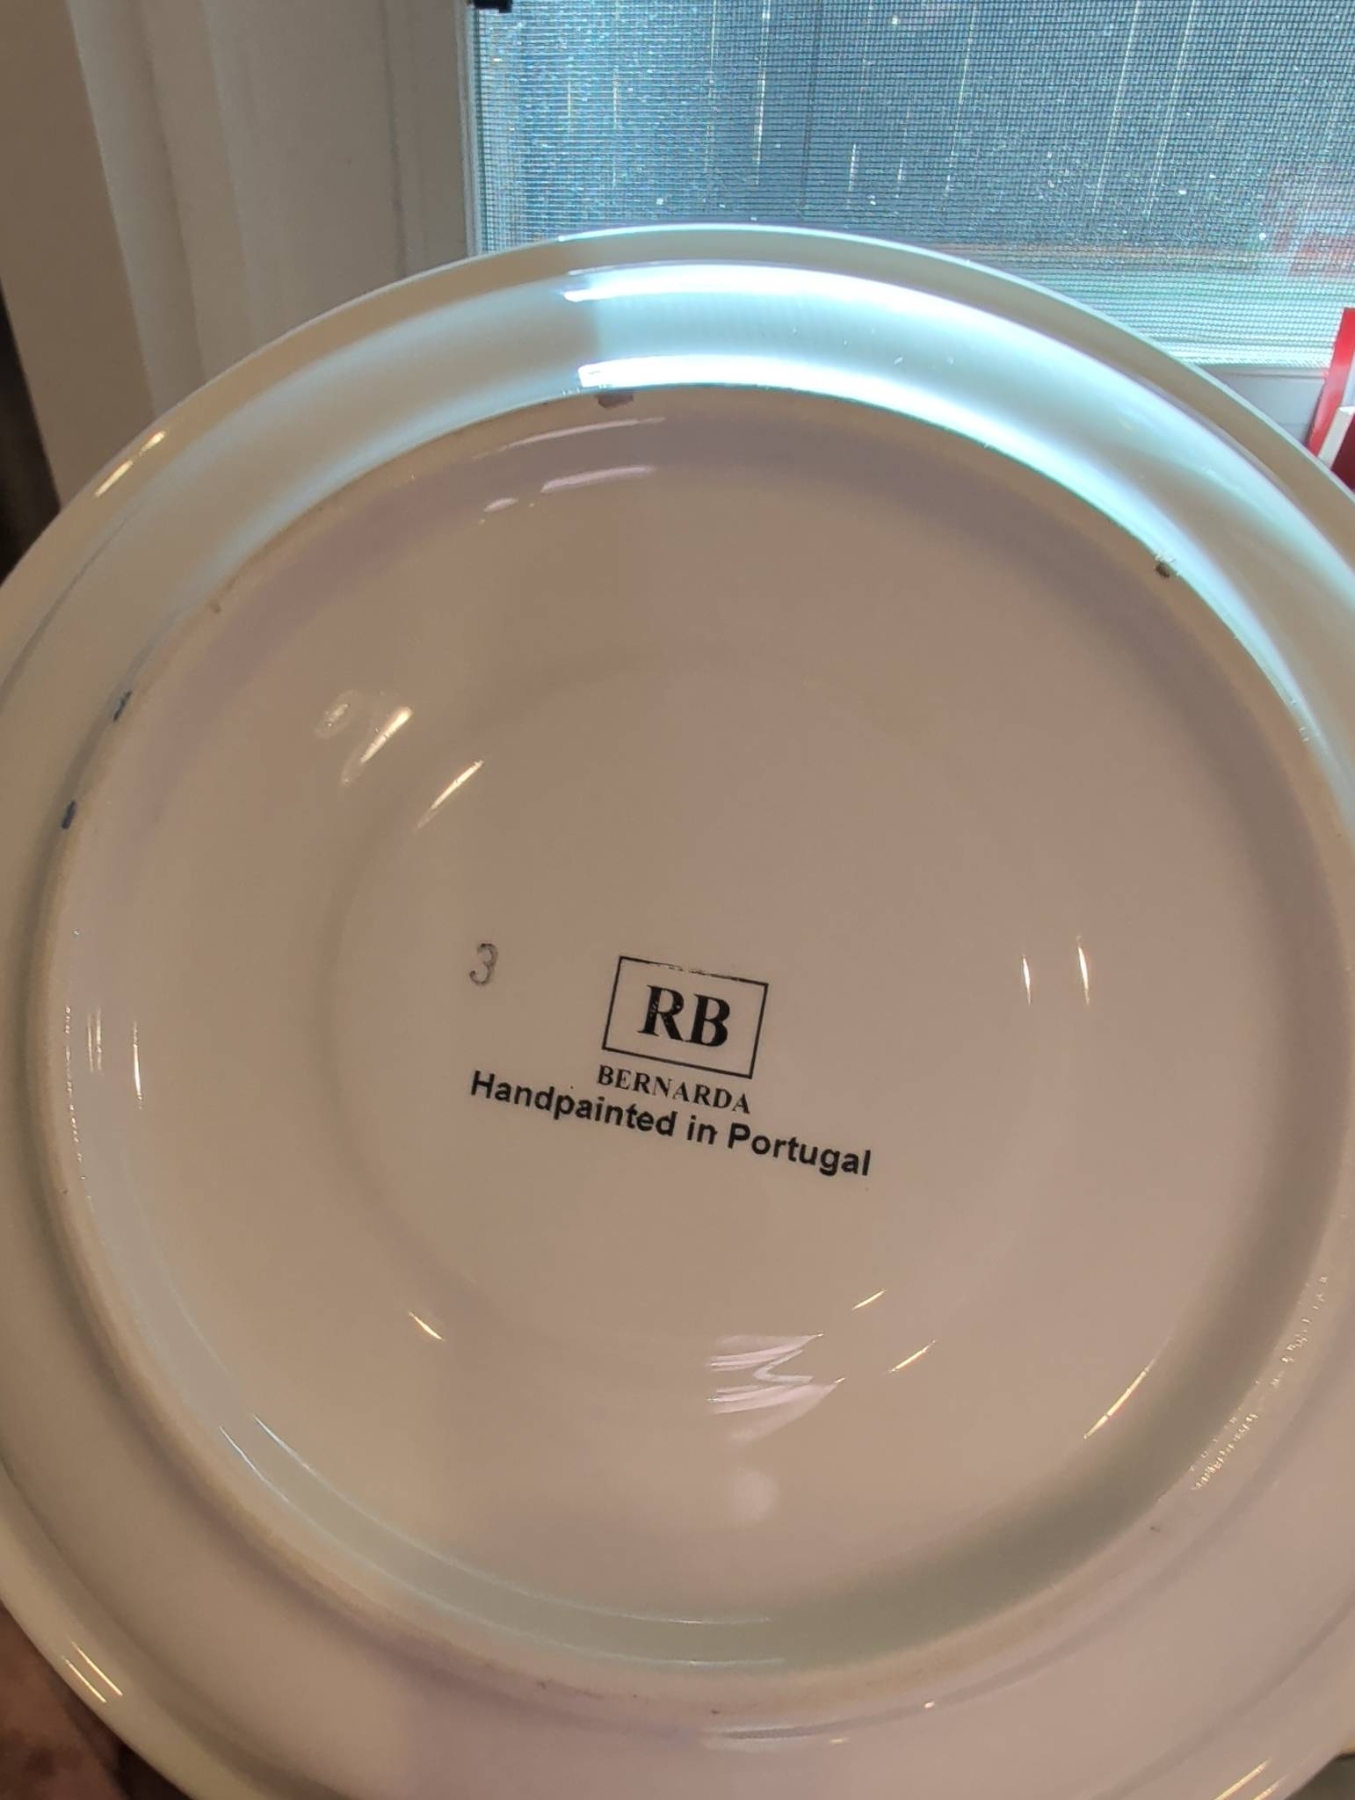 3
RB
BERNARDA
Handpainted in Portugal